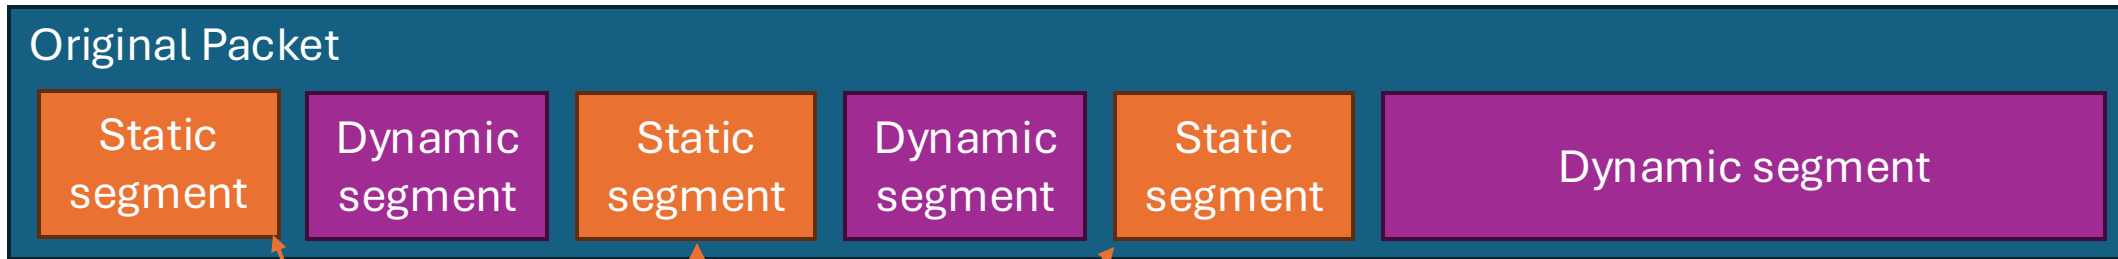 Original Packet
Static
segment
Dynamic
segment
Static
segment
Dynamic
segment
Static
segment
Dynamic segment